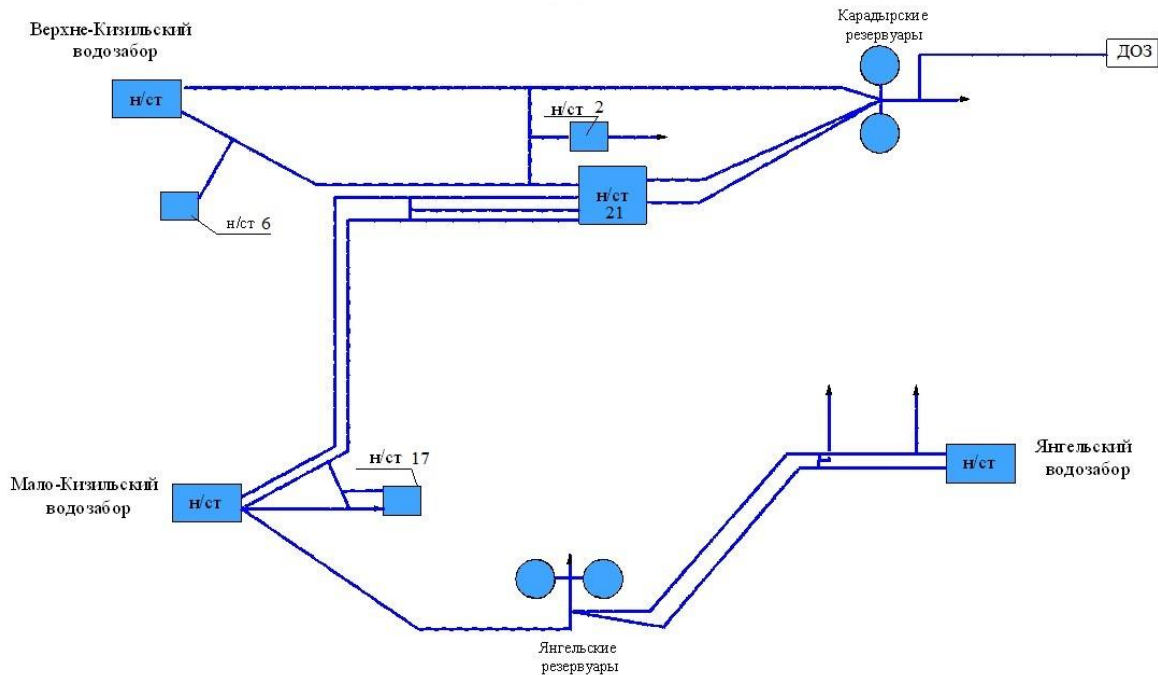 Верхне-Кизильский
водозабор
н/ст
Карадырские
резервуары
ДОЗ
н/ст 2
н/ст
21
н/ст 6
н/ст 17
Мало-Кизильский
водозабор
н/ст
н/ст
Янгельский
водозабор
Янгельские
резервуары